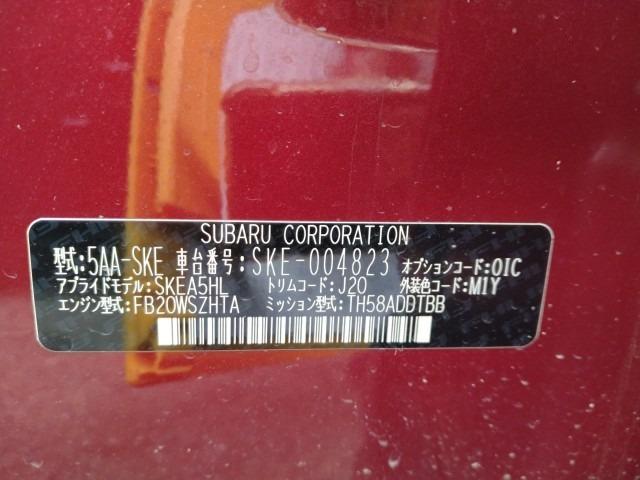 SUBARU CORPORATION
型式:5AA-SKE 車台番号:SKE-004823 オプションコード:OIC
アプライドモデル:SKEA5HL トリムコード:J20 外装色コード:M1Y
エンジン型式:FB20WSZHTA ミッション型式:TH58ADDTBB